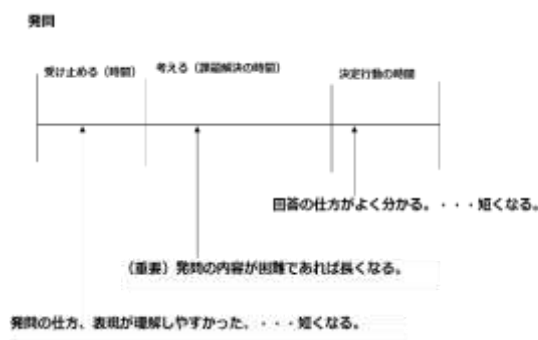 発問
受け止める（時間）
考える（課題解決の時間）
決定行動の時間
回答の仕方がよく分かる。・・・短くなる。
（重要）発問の内容が困難であれば長くなる。
発問の仕方、表現が理解しやすかった。・・・短くなる。